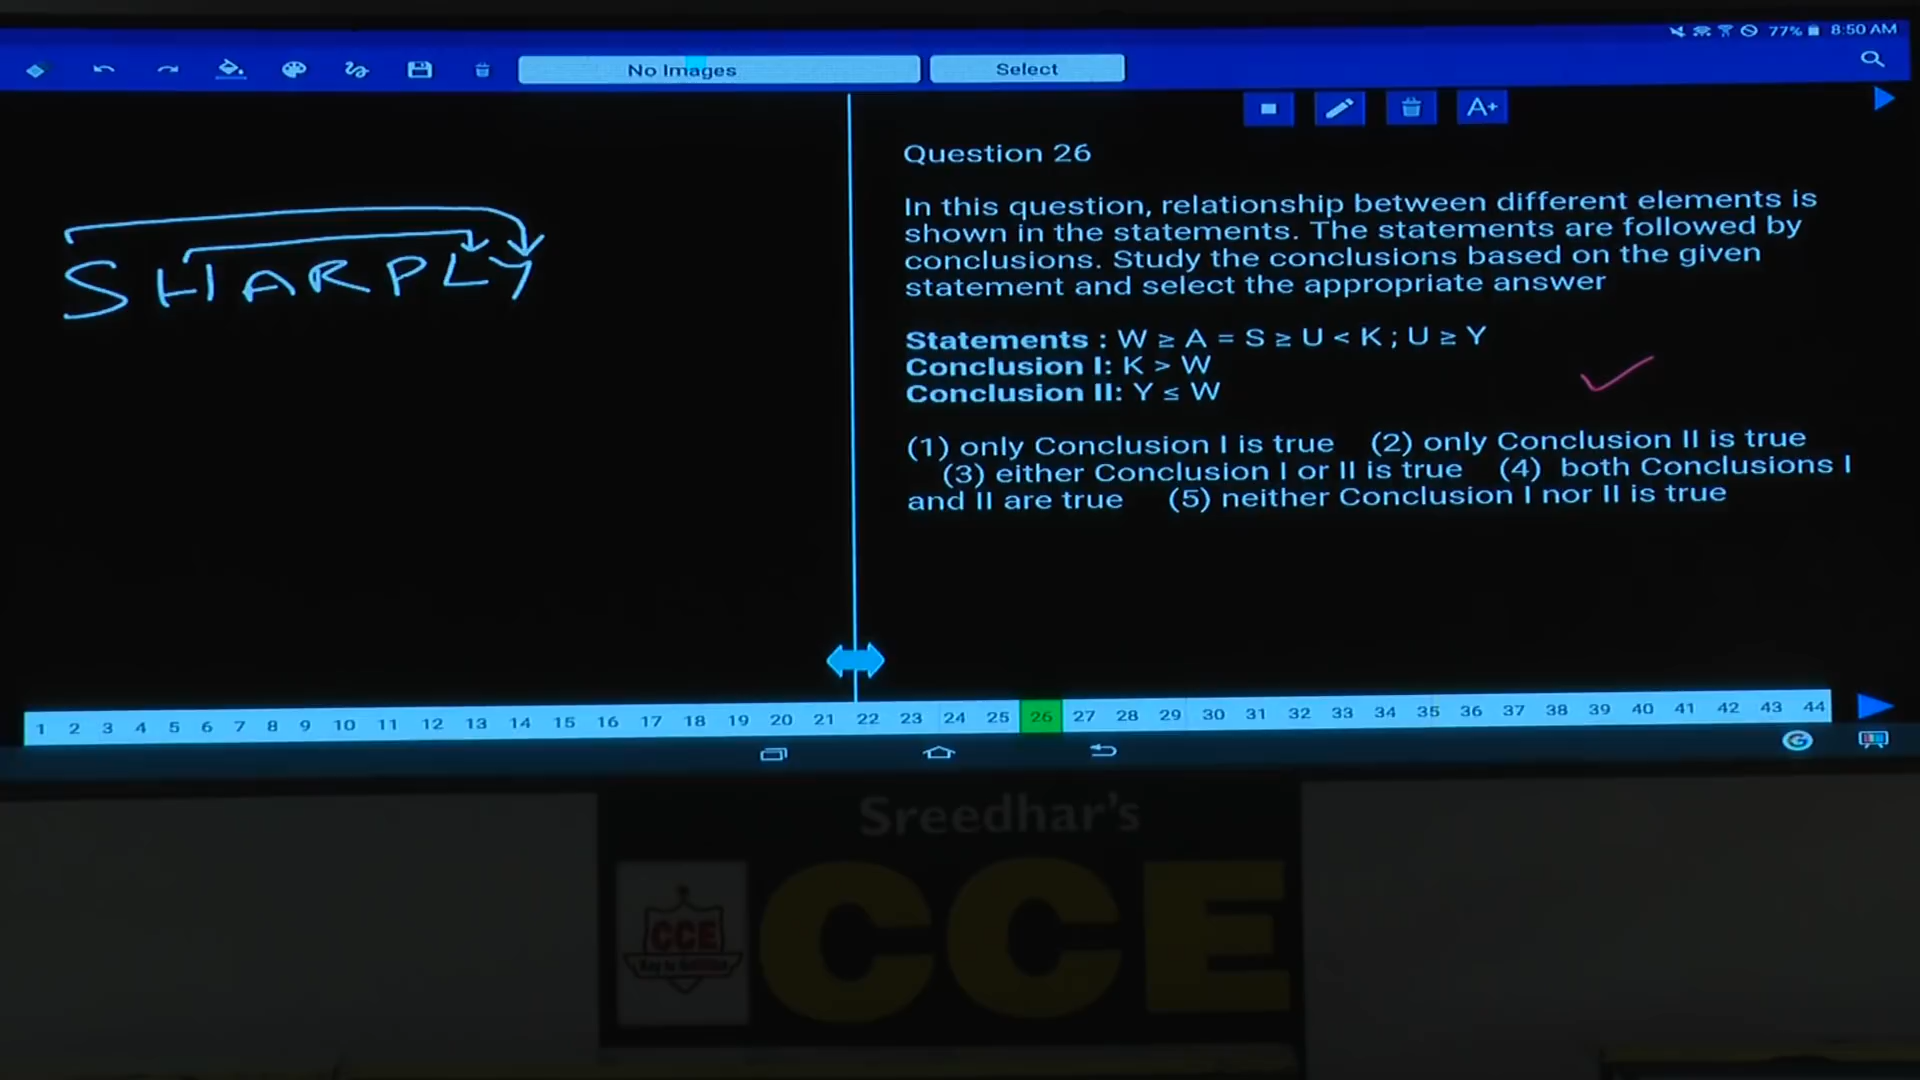 77% 8:50 AM
No Images Select
A+
Question 26
In this question, relationship between different elements is
shown in the statements. The statements are followed by
conclusions. Study the conclusions based on the given
statement and select the appropriate answer
Statements : W ≥ A = S ≥ U < K ; U ≥ Y
Conclusion I: K > W
Conclusion II: Y ≤ W
(1) only Conclusion I is true (2) only Conclusion II is true
(3) either Conclusion I or II is true (4) both Conclusions I
and II are true (5) neither Conclusion I nor II is true
SHARPLY
1 2 3 4 5 6 7 8 9 10 11 12 13 14 15 16 17 18 19 20 21 22 23 24 25 26 27 28 29 30 31 32 33 34 35 36 37 38 39 40 41 42 43 44
Sreedhar's
CCE
CCE